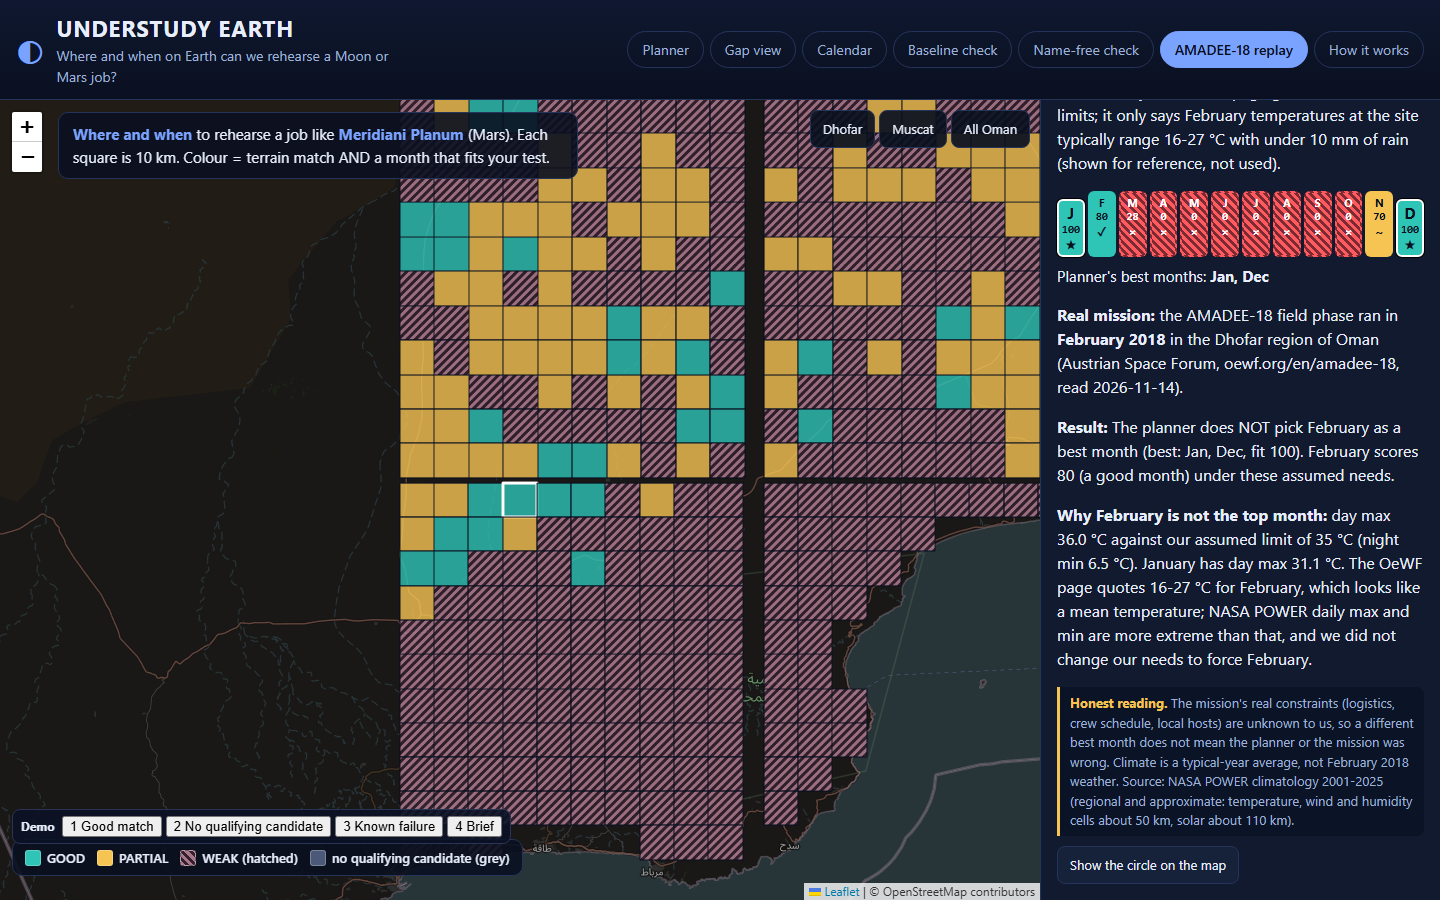 UNDERSTUDY EARTH
Where and when on Earth can we rehearse a Moon or
Mars job?
Planner
Gap view
Calendar
Baseline check
Name-free check
AMADEE-18 replay
How it works
+
−
Where and when to rehearse a job like Meridiani Planum (Mars). Each
square is 10 km. Colour = terrain match AND a month that fits your test.
Dhofar
Muscat
All Oman
limits; it only says February temperatures at the site
typically range 16-27 °C with under 10 mm of rain
(shown for reference, not used).
J F M A M J J A S O N D
100 80 28 0 0 0 0 0 0 0 70 100
★ ✓ × × × × × × × × ~ ★
Planner's best months: Jan, Dec
Real mission: the AMADEE-18 field phase ran in
February 2018 in the Dhofar region of Oman
(Austrian Space Forum, oewf.org/en/amadee-18,
read 2026-11-14).
Result: The planner does NOT pick February as a
best month (best: Jan, Dec, fit 100). February scores
80 (a good month) under these assumed needs.
Why February is not the top month: day max
36.0 °C against our assumed limit of 35 °C (night
min 6.5 °C). January has day max 31.1 °C. The OeWF
page quotes 16-27 °C for February, which looks like
a mean temperature; NASA POWER daily max and
min are more extreme than that, and we did not
change our needs to force February.
Honest reading. The mission's real constraints (logistics,
crew schedule, local hosts) are unknown to us, so a different
best month does not mean the planner or the mission was
wrong. Climate is a typical-year average, not February 2018
weather. Source: NASA POWER climatology 2001-2025
(regional and approximate: temperature, wind and humidity
cells about 50 km, solar about 110 km).
Show the circle on the map
Demo
1 Good match
2 No qualifying candidate
3 Known failure
4 Brief
GOOD
PARTIAL
WEAK (hatched)
no qualifying candidate (grey)
طاقة
مرباط
سدح
Leaflet | © OpenStreetMap contributors